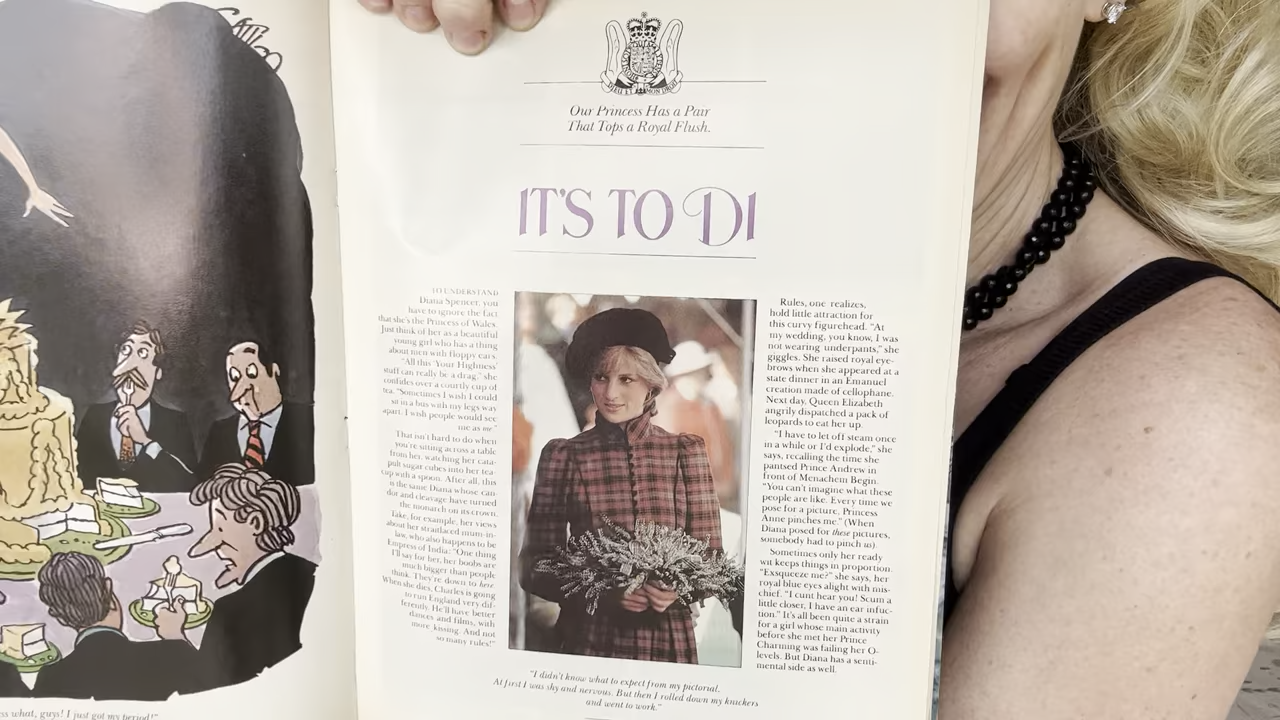 DIEU ET MON DROIT
Our Princess Has a Pair
That Tops a Royal Flush.
IT'S TO DI
TO UNDERSTAND
Diana Spencer, you
have to ignore the fact
that she's the Princess of Wales.
Just think of her as a beautiful
young girl who has a thing
about men with floppy ears.
"All this 'Your Highness'
stuff can really be a drag," she
confides over a courtly cup of
tea. "Sometimes I wish I could
so in a bus with my legs way
apart. I wish people would see
me as me."
That isn't hard to do when
you're sitting across a table
from her, watching her cata-
pult sugar cubes into her tea-
cup with a spoon. After all, this
is the same Diana whose can-
dor and cleavage have turned
the monarch on its crown.
Take, for example, her views
about her straitlaced mum-in-
law, who also happens to be
Empress of India: "One thing
I'll say for her, her boobs are
much bigger than people
think. They're down to here.
When she dies, Charles is going
to run England very dif-
ferently. He'll have better
dances and films, with
more kissing. And not
so many rules!"
Rules, one realizes,
hold little attraction for
this curvy figurehead. "At
my wedding, you know, I was
not wearing underpants," she
giggles. She raised royal eye-
brows when she appeared at a
state dinner in an Emanuel
creation made of cellophane.
Next day, Queen Elizabeth
angrily dispatched a pack of
leopards to eat her up.
"I have to let off steam once
in a while or I'd explode," she
says, recalling the time she
pantsed Prince Andrew in
front of Menachem Begin.
"You can't imagine what these
people are like. Every time we
pose for a picture, Princess
Anne pinches me." (When
Diana posed for these pictures,
somebody had to pinch us).
Sometimes only her ready
wit keeps things in proportion.
"Exsqueeze me?" she says, her
royal blue eyes alight with mis-
chief. "I cunt hear you! Scum a
little closer, I have an ear infuc-
tion." It's all been quite a strain
for a girl whose main activity
before she met her Prince
Charming was failing her O-
levels. But Diana has a senti-
mental side as well.
"I didn't know what to expect from my pictorial.
At first I was shy and nervous. But then I rolled down my knickers
and went to work."
ss what, guys! I just got my period!"